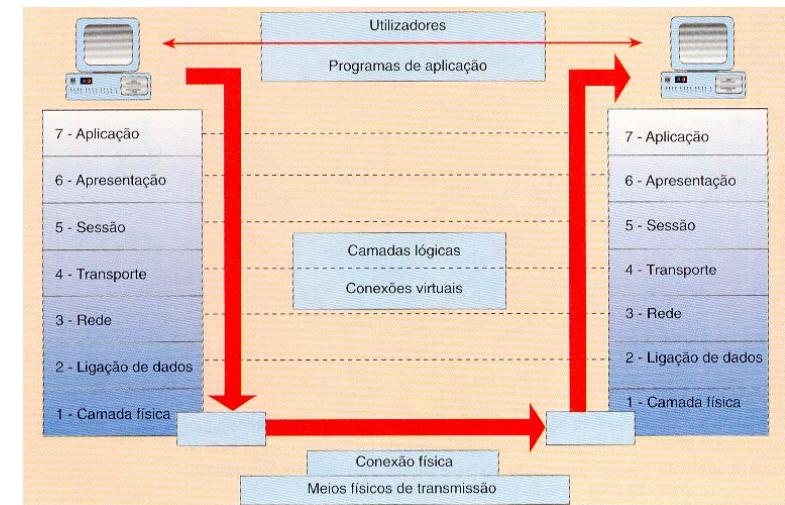 Utilizadores
Programas de aplicação
7 - Aplicação
6 - Apresentação
5 - Sessão
4 - Transporte
3 - Rede
2 - Ligação de dados
1 - Camada física
Camadas lógicas
Conexões virtuais
7 - Aplicação
6 - Apresentação
5 - Sessão
4 - Transporte
3 - Rede
2 - Ligação de dados
1 - Camada física
Conexão física
Meios físicos de transmissão